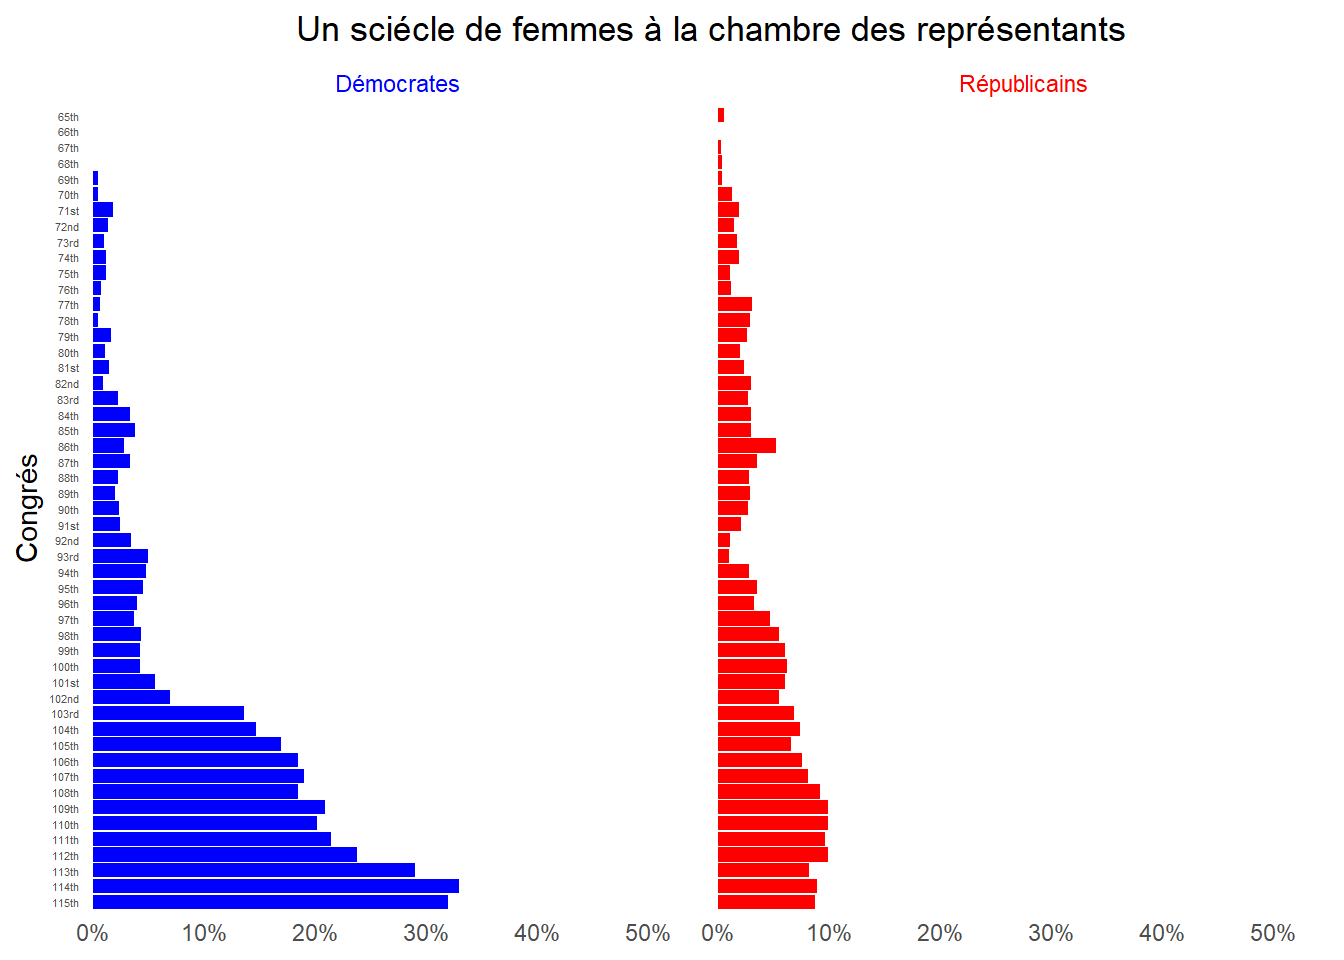 Un sciécle de femmes à la chambre des représentants
Démocrates
Républicains
Congrés
65th
66th
67th
68th
69th
70th
71st
72nd
73rd
74th
75th
76th
77th
78th
79th
80th
81st
82nd
83rd
84th
85th
86th
87th
88th
89th
90th
91st
92nd
93rd
94th
95th
96th
97th
98th
99th
100th
101st
102nd
103rd
104th
105th
106th
107th
108th
109th
110th
111th
112th
113th
114th
115th
0% 10% 20% 30% 40% 50%
0% 10% 20% 30% 40% 50%